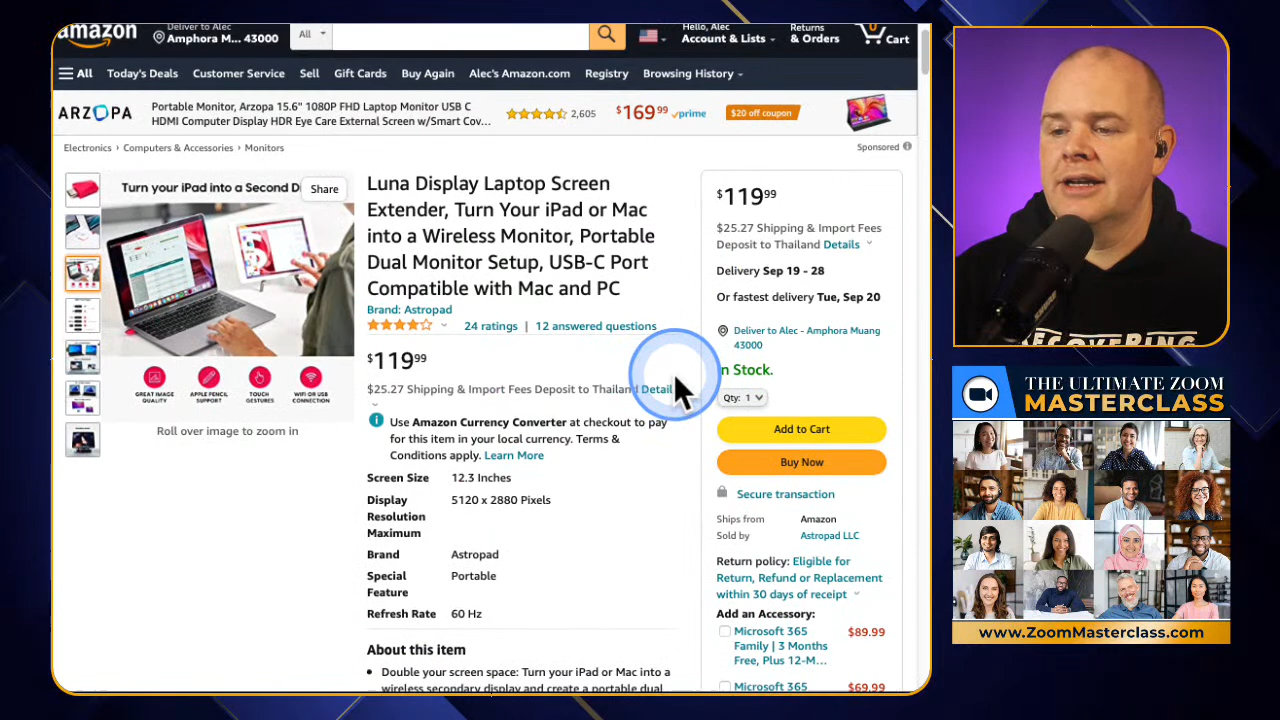 amazon
Deliver to Alec
Amphora M... 43000
All
Hello, Alec
Account & Lists
Returns
& Orders
0
Cart
All
Today's Deals
Customer Service
Sell
Gift Cards
Buy Again
Alec's Amazon.com
Registry
Browsing History
ARZOPA
Portable Monitor, Arzopa 15.6" 1080P FHD Laptop Monitor USB C
HDMI Computer Display HDR Eye Care External Screen w/Smart Cov...
2,605
$169.99
prime
$20 off coupon
Electronics › Computers & Accessories › Monitors
Sponsored
Turn your iPad into a Second D
Share
GREAT IMAGE
QUALITY
APPLE PENCIL
SUPPORT
TOUCH
GESTURES
WIFI OR USB
CONNECTION
Roll over image to zoom in
Luna Display Laptop Screen
Extender, Turn Your iPad or Mac
into a Wireless Monitor, Portable
Dual Monitor Setup, USB-C Port
Compatible with Mac and PC
Brand: Astropad
24 ratings | 12 answered questions
$119.99
$25.27 Shipping & Import Fees Deposit to Thailand Detail
Use Amazon Currency Converter at checkout to pay
for this item in your local currency. Terms &
Conditions apply. Learn More
Screen Size 12.3 Inches
Display 5120 x 2880 Pixels
Resolution
Maximum
Brand Astropad
Special Portable
Feature
Refresh Rate 60 Hz
About this item
• Double your screen space: Turn your iPad or Mac into a
wireless secondary display and create a portable dual
$119.99
$25.27 Shipping & Import Fees
Deposit to Thailand Details
Delivery Sep 19 - 28
Or fastest delivery Tue, Sep 20
Deliver to Alec - Amphora Muang
43000
n Stock.
Qty: 1
Add to Cart
Buy Now
Secure transaction
Ships from Amazon
Sold by Astropad LLC
Return policy: Eligible for
Return, Refund or Replacement
within 30 days of receipt
Add an Accessory:
Microsoft 365 $89.99
Family | 3 Months
Free, Plus 12-M...
Microsoft 365 $69.99
THE ULTIMATE ZOOM
MASTERCLASS
www.ZoomMasterclass.com